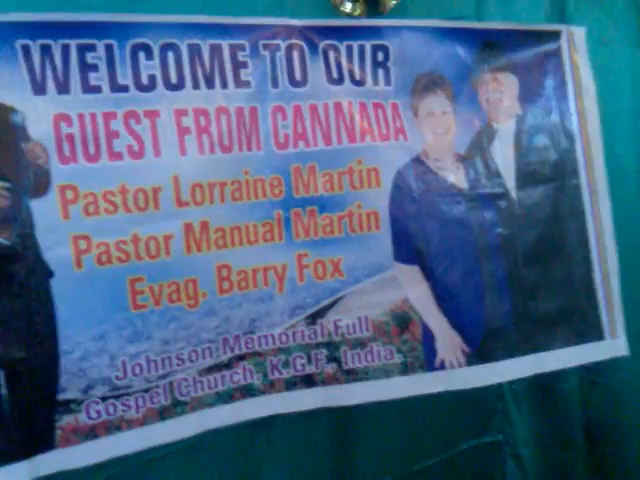 WELCOME TO OUR
GUEST FROM CANNADA
Pastor Lorraine Martin
Pastor Manual Martin
Evag. Barry Fox
Johnson Memorial Full
Gospel Church, K.G.F., India.